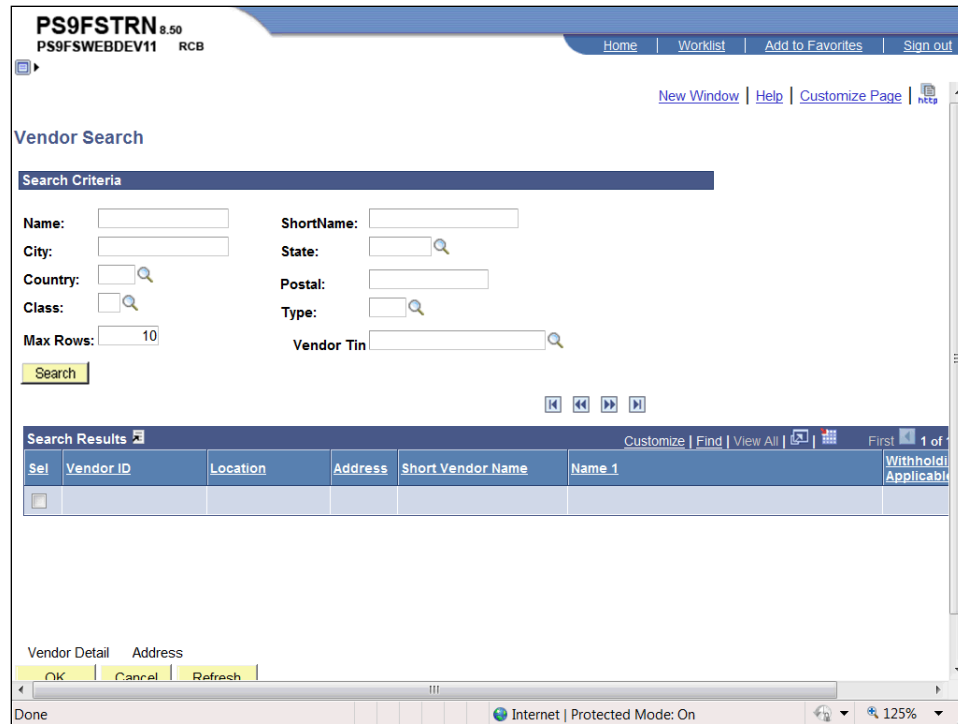 PS9FSTRN 8.50
PS9FSWEBDEV11 RCB
Home | Worklist | Add to Favorites | Sign out
New Window | Help | Customize Page | http
Vendor Search
Search Criteria
Name: ShortName:
City: State:
Country: Postal:
Class: Type:
Max Rows: 10 Vendor Tin
Search
Search Results Customize | Find | View All | First 1 of
Sel Vendor ID Location Address Short Vendor Name Name 1 Withholdi
Applicable
Vendor Detail Address
OK Cancel Refresh
Done Internet | Protected Mode: On 125%